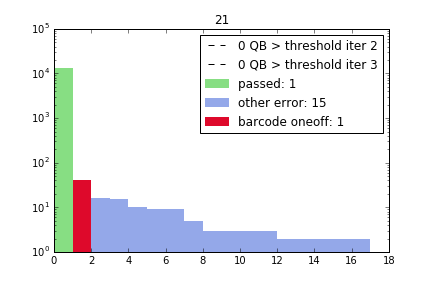 21
10^5
10^4
10^3
10^2
10^1
10^0
0 QB > threshold iter 2
0 QB > threshold iter 3
passed: 1
other error: 15
barcode oneoff: 1
0 2 4 6 8 10 12 14 16 18